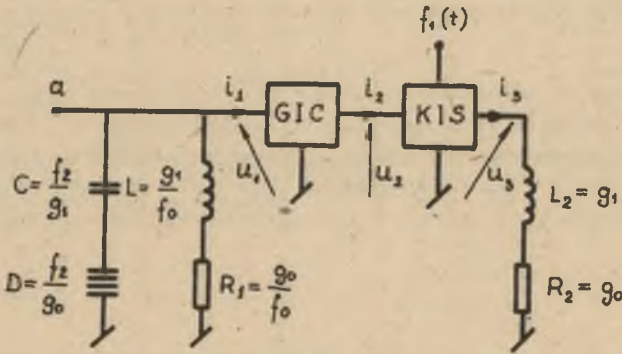 f₁(t)
a
i₁
GIC
i₂
KIS
i₃
u₁
u₂
u₃
C = f₂/g₁
L = g₁/f₀
L₂ = g₁
D = f₂/g₀
R₁ = g₀/f₀
R₂ = g₀